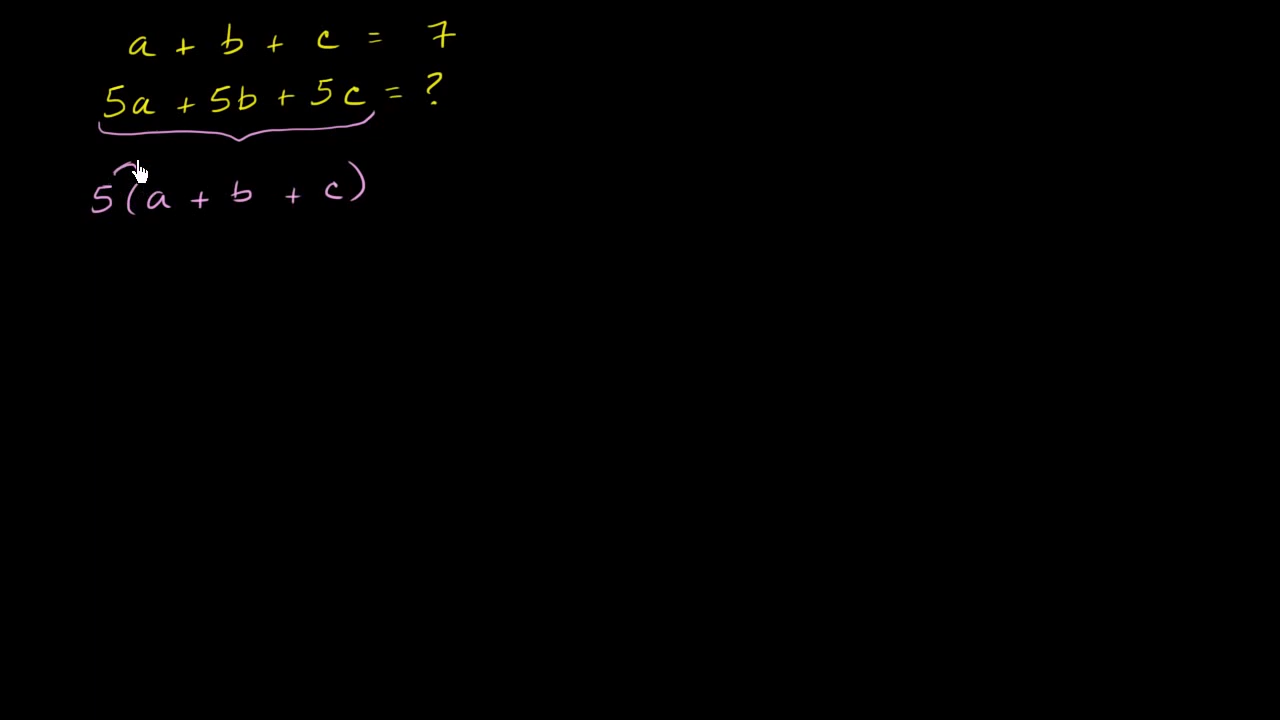 a + b + c = 7
5a + 5b + 5c = ?
5(a + b + c)